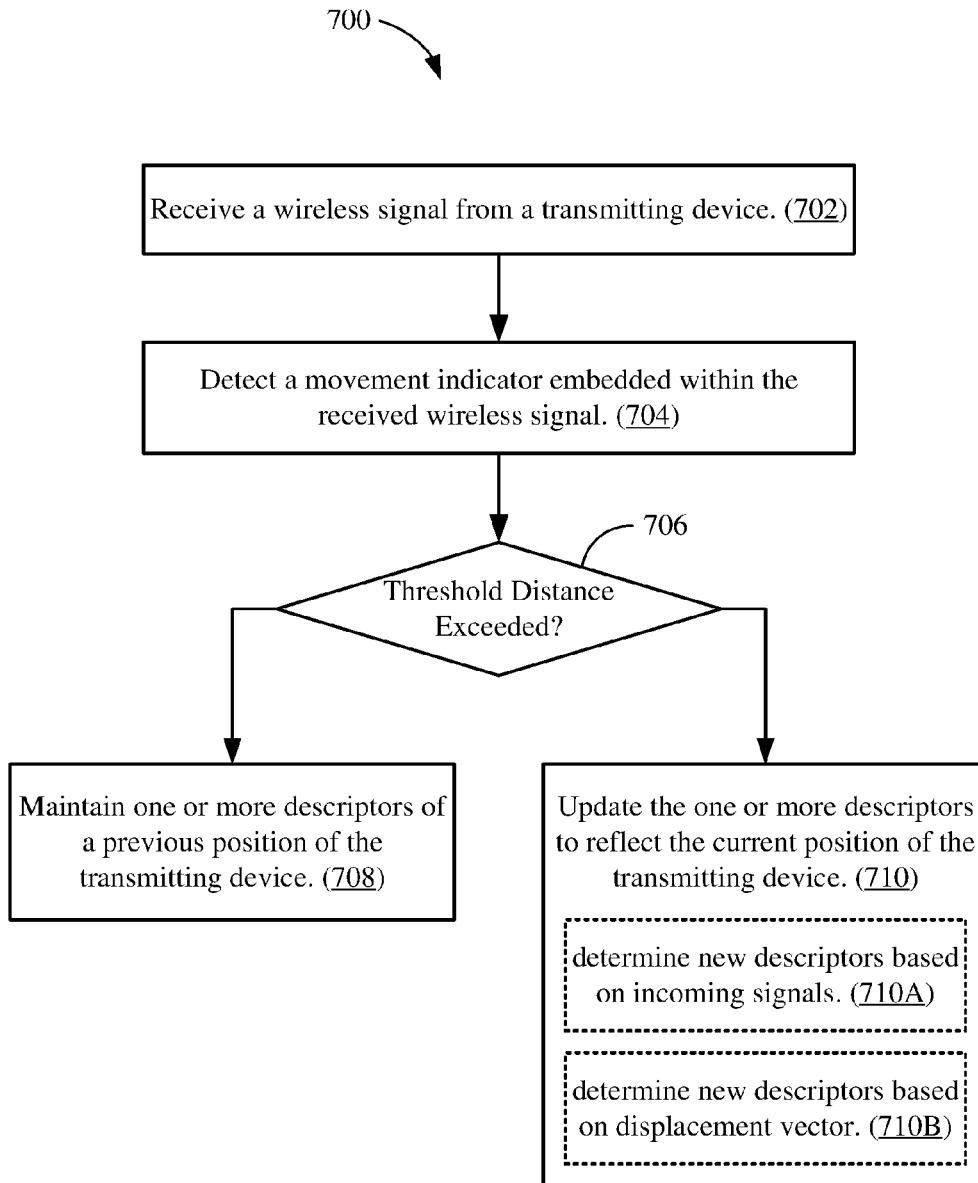 700
Receive a wireless signal from a transmitting device. (702)
Detect a movement indicator embedded within the
received wireless signal. (704)
706
Threshold Distance
Exceeded?
Maintain one or more descriptors of
a previous position of the
transmitting device. (708)
Update the one or more descriptors
to reflect the current position of the
transmitting device. (710)
determine new descriptors based
on incoming signals. (710A)
determine new descriptors based
on displacement vector. (710B)